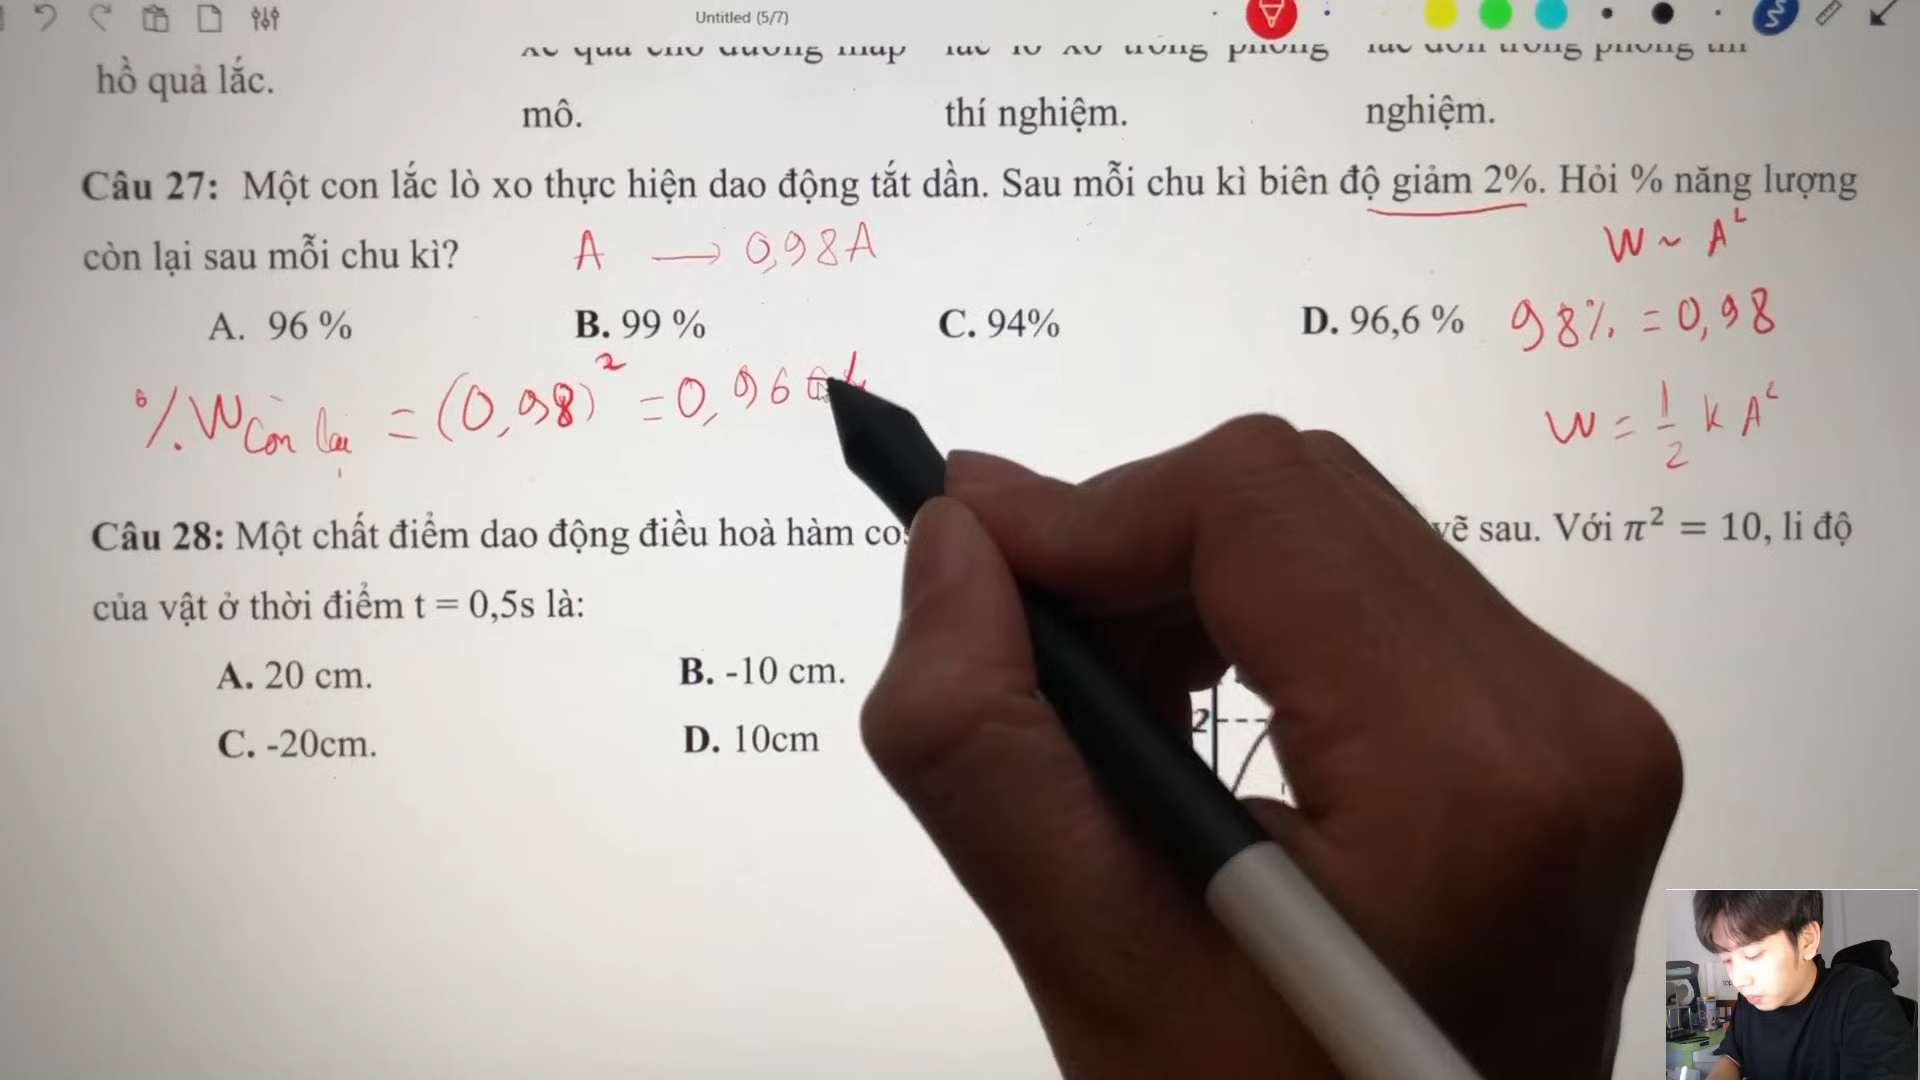 Untitled (5/7)
hồ quả lắc.
mô.
thí nghiệm.
nghiệm.
Câu 27: Một con lắc lò xo thực hiện dao động tắt dần. Sau mỗi chu kì biên độ giảm 2%. Hỏi % năng lượng
còn lại sau mỗi chu kì?
A → 0,98A
W ~ A²
A. 96 %
B. 99 %
C. 94%
D. 96,6 %
98% = 0,98
%W còn lại = (0,98)² = 0,9604
W = 1/2 k A²
Câu 28: Một chất điểm dao động điều hoà hàm
vẽ sau. Với π² = 10, li độ
của vật ở thời điểm t = 0,5s là:
A. 20 cm.
B. -10 cm.
C. -20cm.
D. 10cm
2